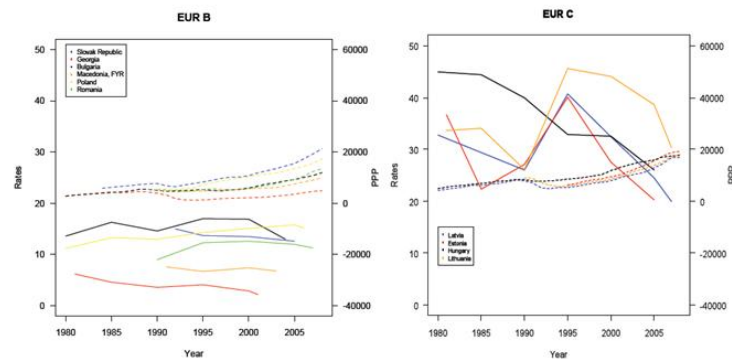 EUR B
EUR C
50
40
30
20
10
0
Rates
Slovak Republic
Georgia
Bulgaria
Macedonia, FYR
Poland
Romania
60000
40000
20000
0
-20000
-40000
PPP
1980 1985 1990 1995 2000 2005
Year
50
40
30
20
10
0
Rates
Latvia
Estonia
Hungary
Lithuania
60000
40000
20000
0
-20000
-40000
PPP
1980 1985 1990 1995 2000 2005
Year